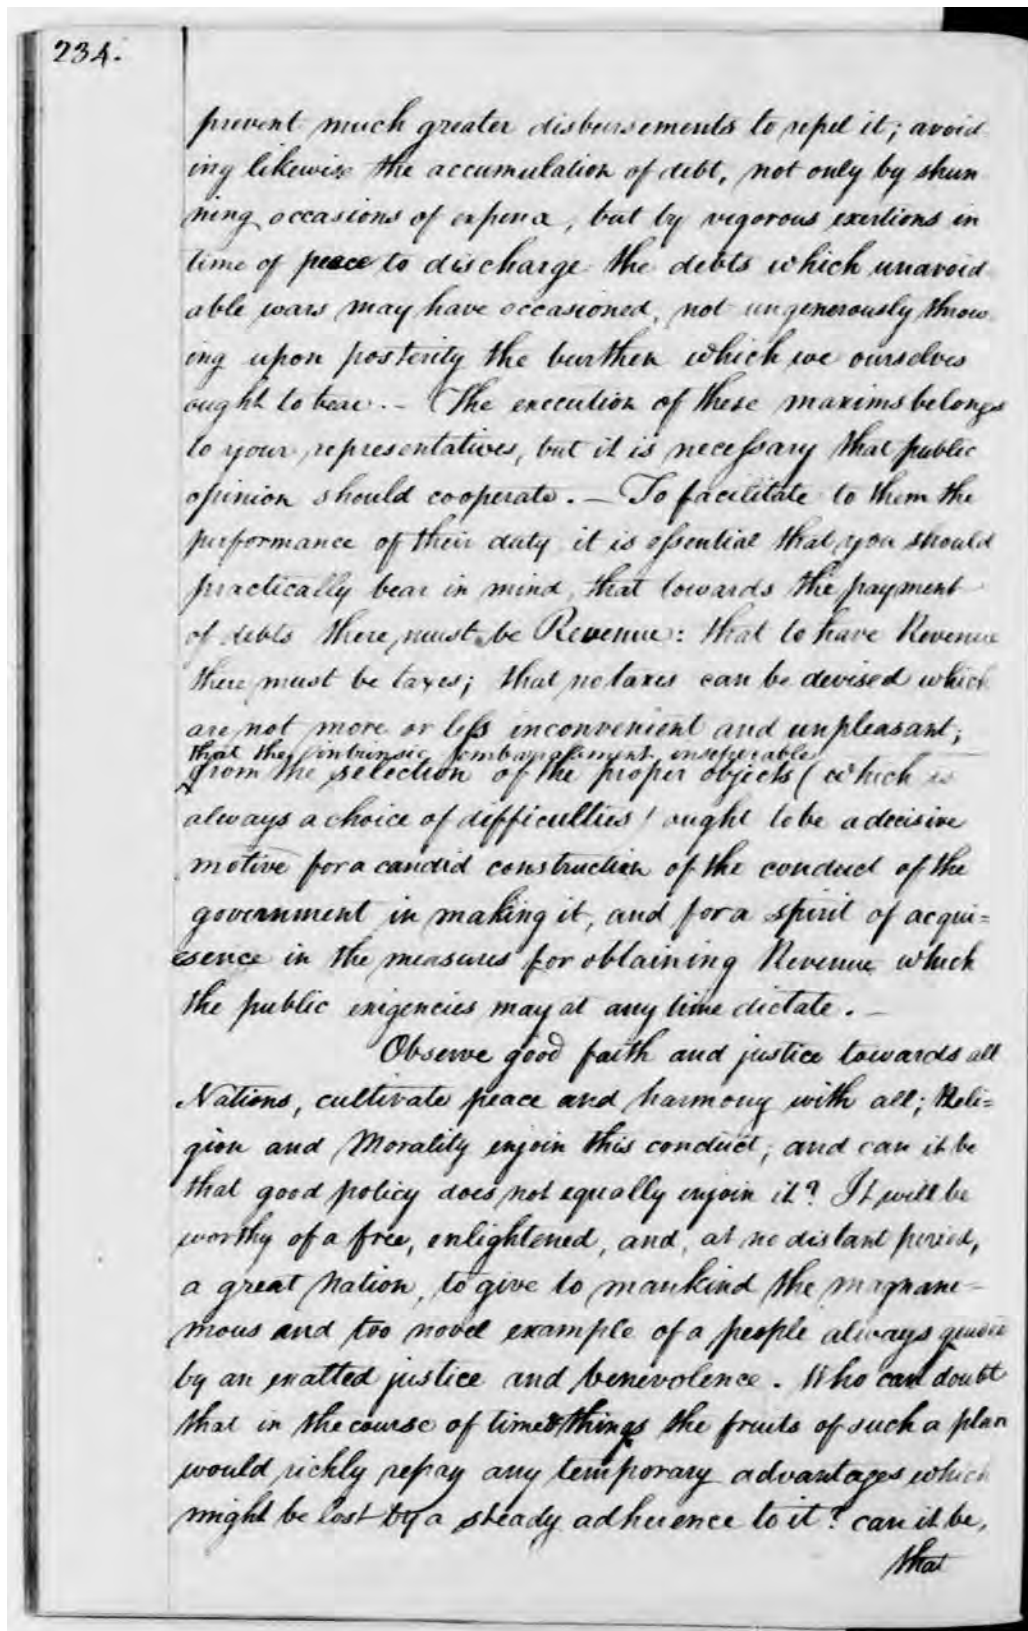 234.
prevent much greater disbursements to repel it; avoid
ing likewise the accumulation of debt, not only by shun
ning occasions of expence, but by vigorous exertions in
time of peace to discharge the debts which unavoid
able wars may have occasioned, not ungenerously throw
ing upon posterity the burthen which we ourselves
ought to bear. – The execution of these maxims belongs
to your representatives, but it is necessary that public
opinion should cooperate. – To facilitate to them the
performance of their duty it is essential that you should
practically bear in mind, that towards the payment
of debts there must be Revenue: that to have Revenue
there must be taxes; that no taxes can be devised which
are not more or less inconvenient and unpleasant;
that the intrinsic embarrassment inseperable
from the selection of the proper objects (which is
always a choice of difficulties) ought to be a decisive
motive for a candid construction of the conduct of the
government in making it, and for a spirit of acqui=
esence in the measures for obtaining Revenue which
the public exigencies may at any time dictate. –
Observe good faith and justice towards all
Nations, cultivate peace and harmony with all; Reli=
gion and Morality enjoin this conduct; and can it be
that good policy does not equally enjoin it? It will be
worthy of a free, enlightened, and, at no distant period,
a great Nation, to give to mankind the magnani-
mous and too novel example of a people always guided
by an exalted justice and benevolence. Who can doubt
that in the course of time & things the fruits of such a plan
would richly repay any temporary advantages which
might be lost by a steady adherence to it? can it be,
that